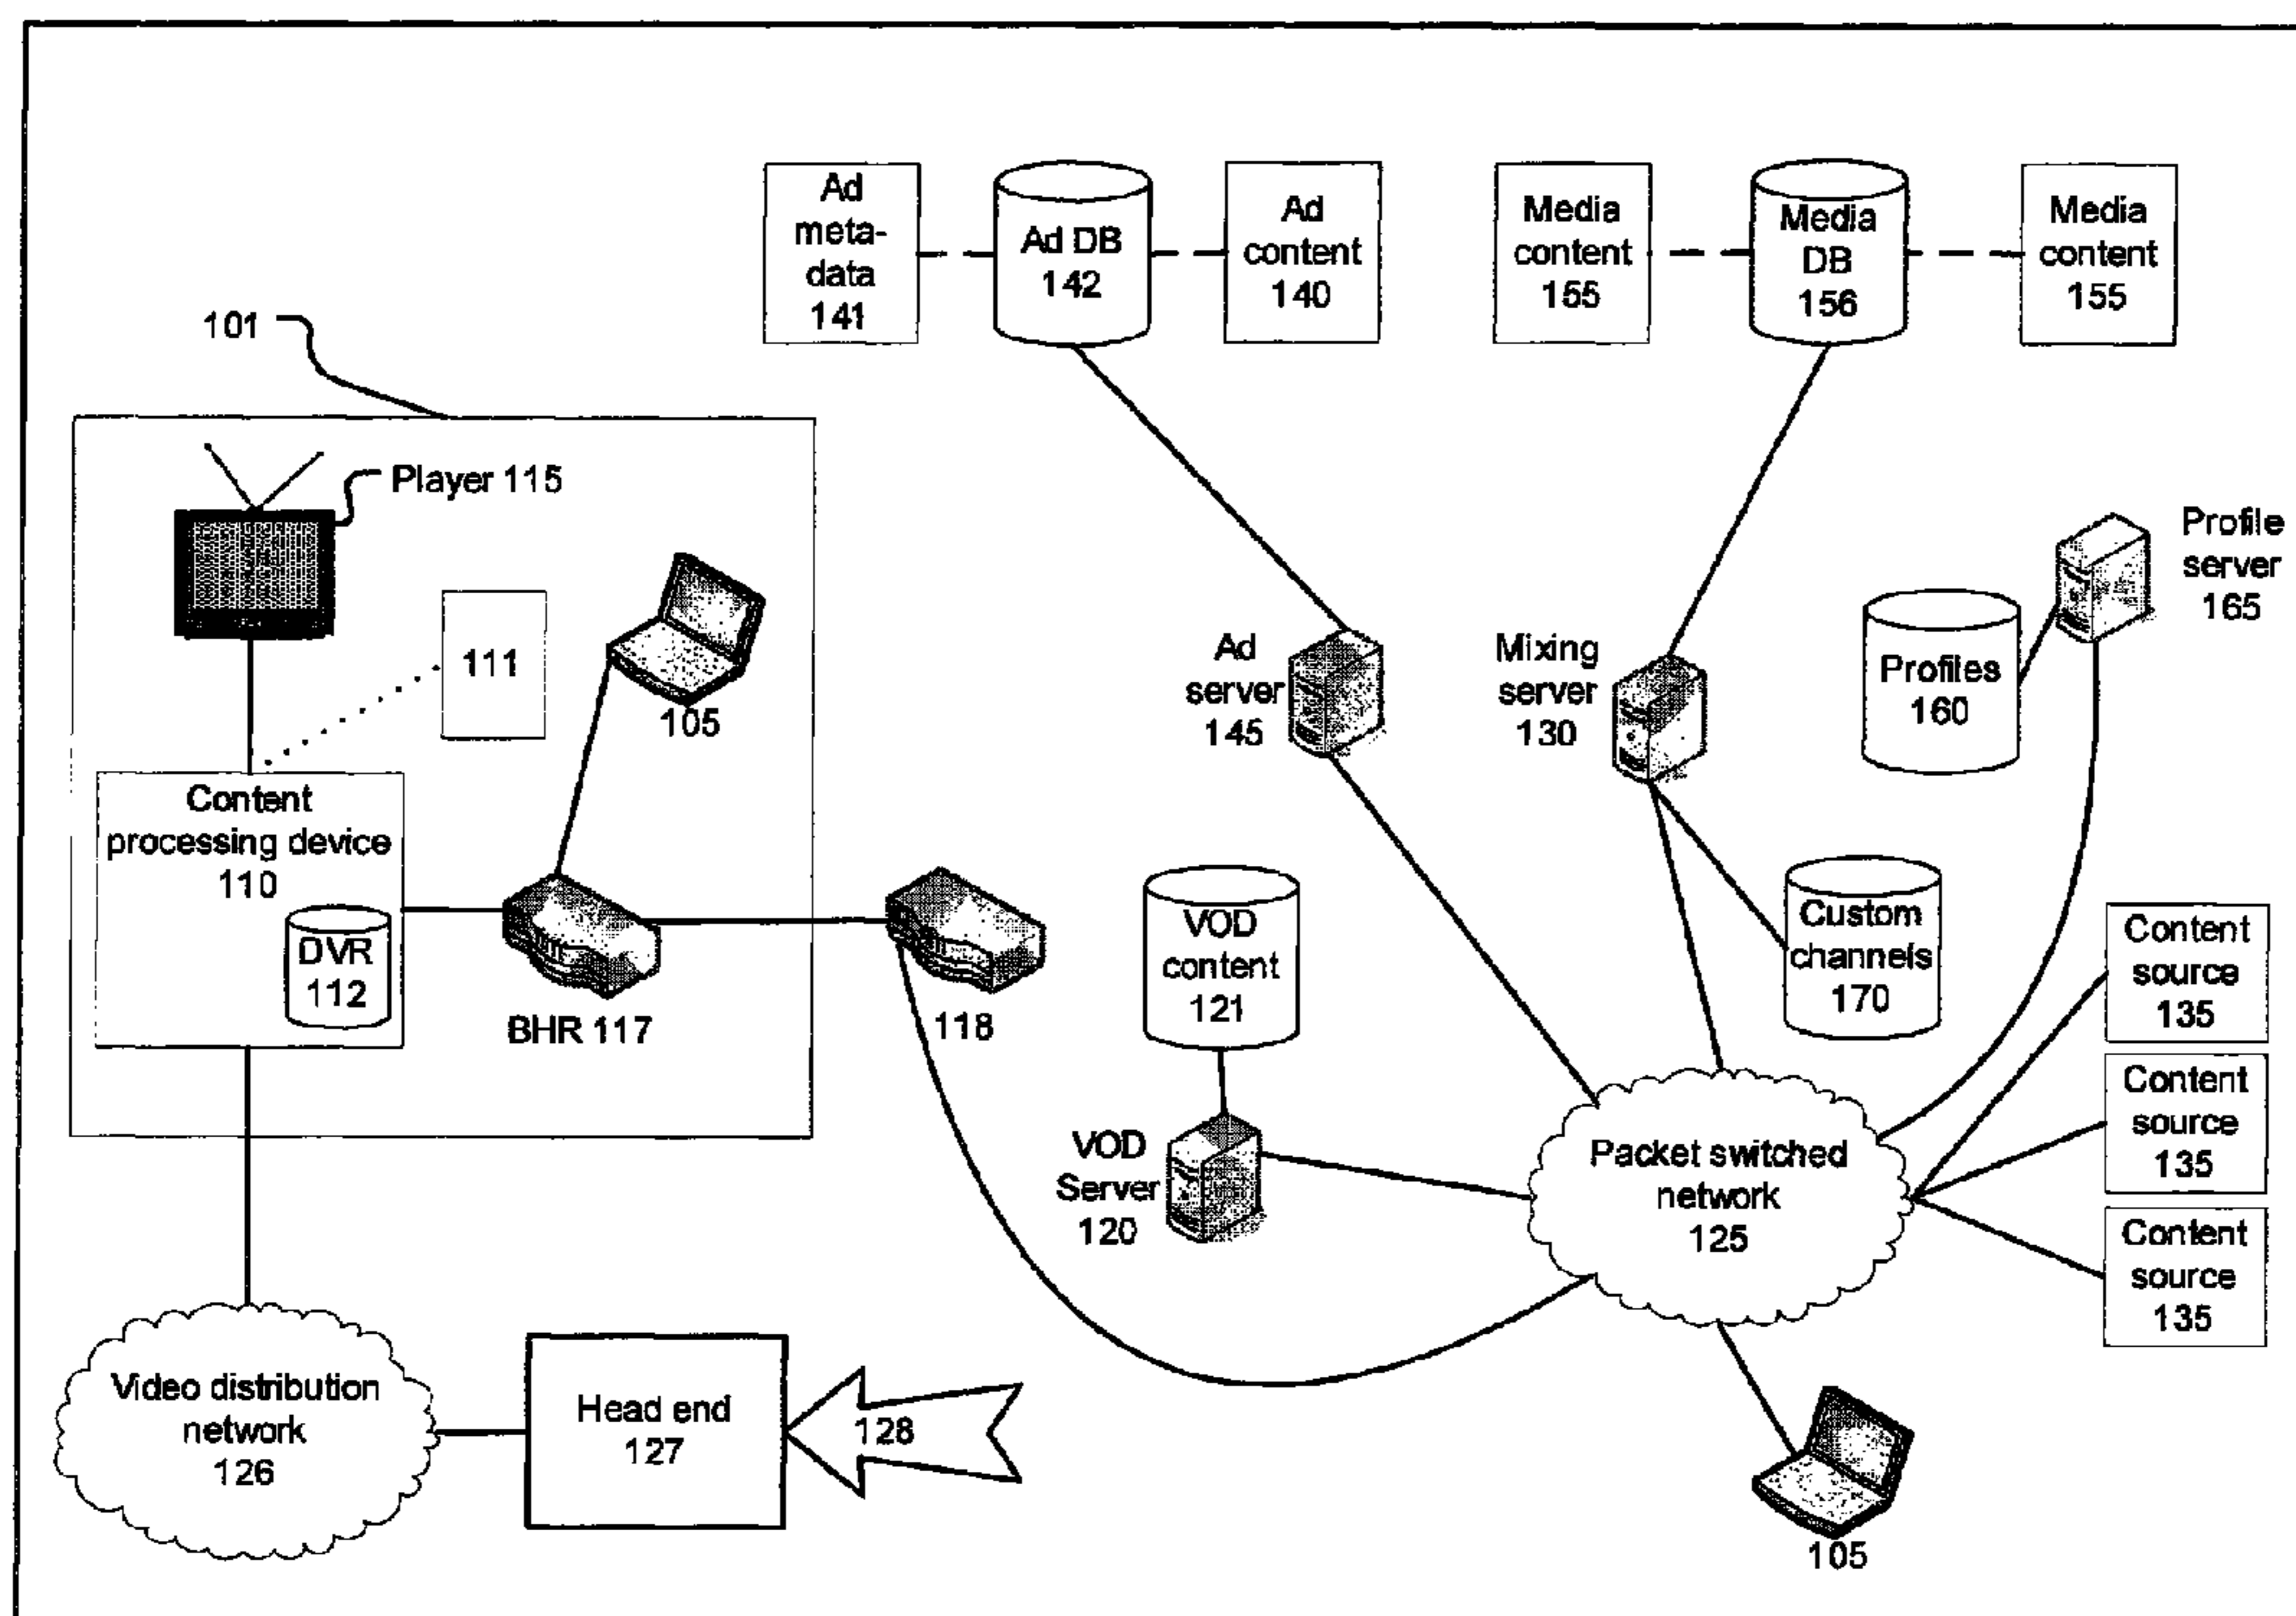 Ad
meta-
data
141
Ad DB
142
Ad
content
140
Media
content
155
Media
DB
156
Media
content
155
101
Player 115
111
105
Content
processing device
110
DVR
112
BHR 117
118
Ad
server
145
Mixing
server
130
Profiles
160
Profile
server
165
VOD
content
121
Custom
channels
170
VOD
Server
120
Packet switched
network
125
Content
source
135
Content
source
135
Content
source
135
Video distribution
network
126
Head end
127
128
105